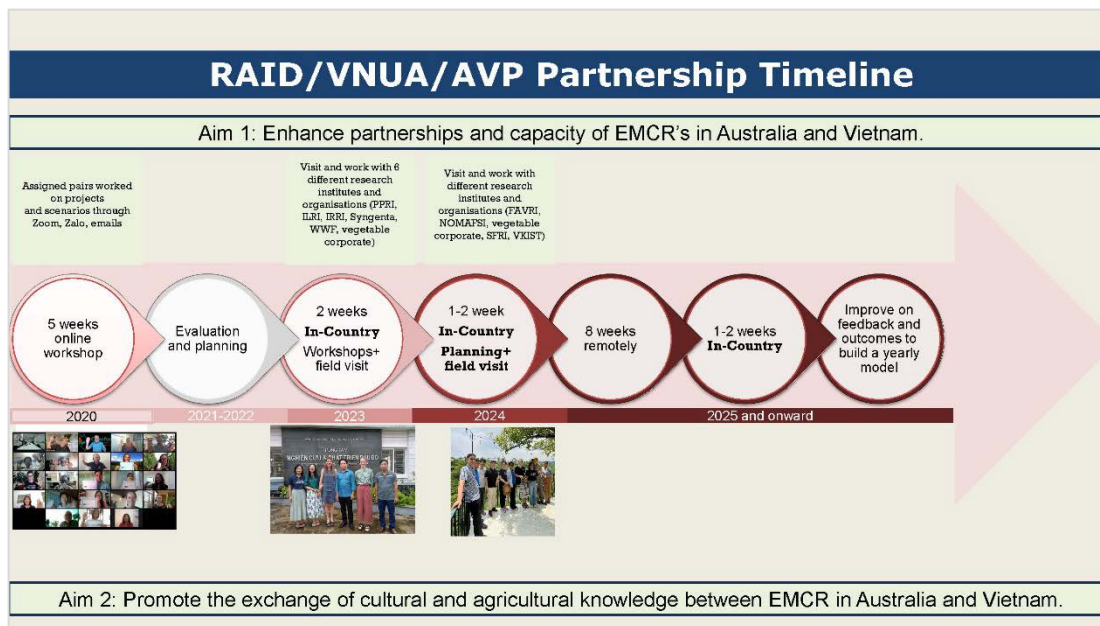 RAID/VNUA/AVP Partnership Timeline
Aim 1: Enhance partnerships and capacity of EMCR's in Australia and Vietnam.
Assigned pairs worked
on projects
and scenarios through
Zoom, Zalo, emails
Visit and work with 6
different research
institutes and
organisations (PPRI,
ILRI, IRRI, Syngenta,
WWF, vegetable
corporate)
Visit and work with
different research
institutes and
organisations (FAVRI,
NOMAFSI, vegetable
corporate, SFRI, VKIST)
5 weeks
online
workshop
Evaluation
and planning
2 weeks
In-Country
Workshops+
field visit
1-2 week
In-Country
Planning+
field visit
8 weeks
remotely
1-2 weeks
In-Country
Improve on
feedback and
outcomes to
build a yearly
model
2020
2021-2022
2023
2024
2025 and onward
Aim 2: Promote the exchange of cultural and agricultural knowledge between EMCR in Australia and Vietnam.